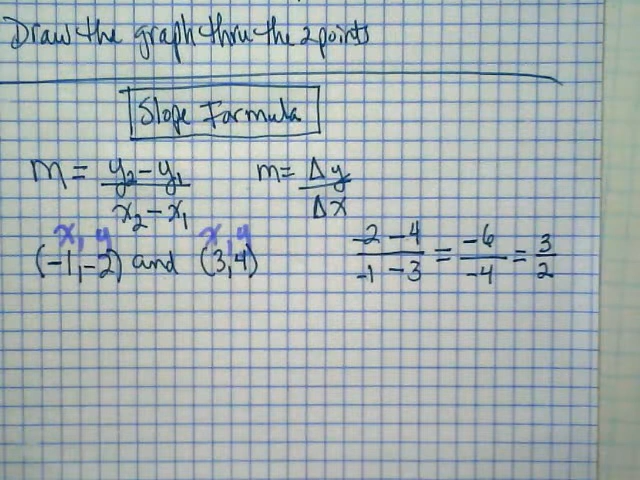 Draw the graph thru the 2 points
Slope Formula
m = y₂ − y₁ / x₂ − x₁ m = Δy / Δx
x, y x, y
(−1, −2) and (3, 4) −2 − 4 / −1 − 3 = −6 / −4 = 3 / 2